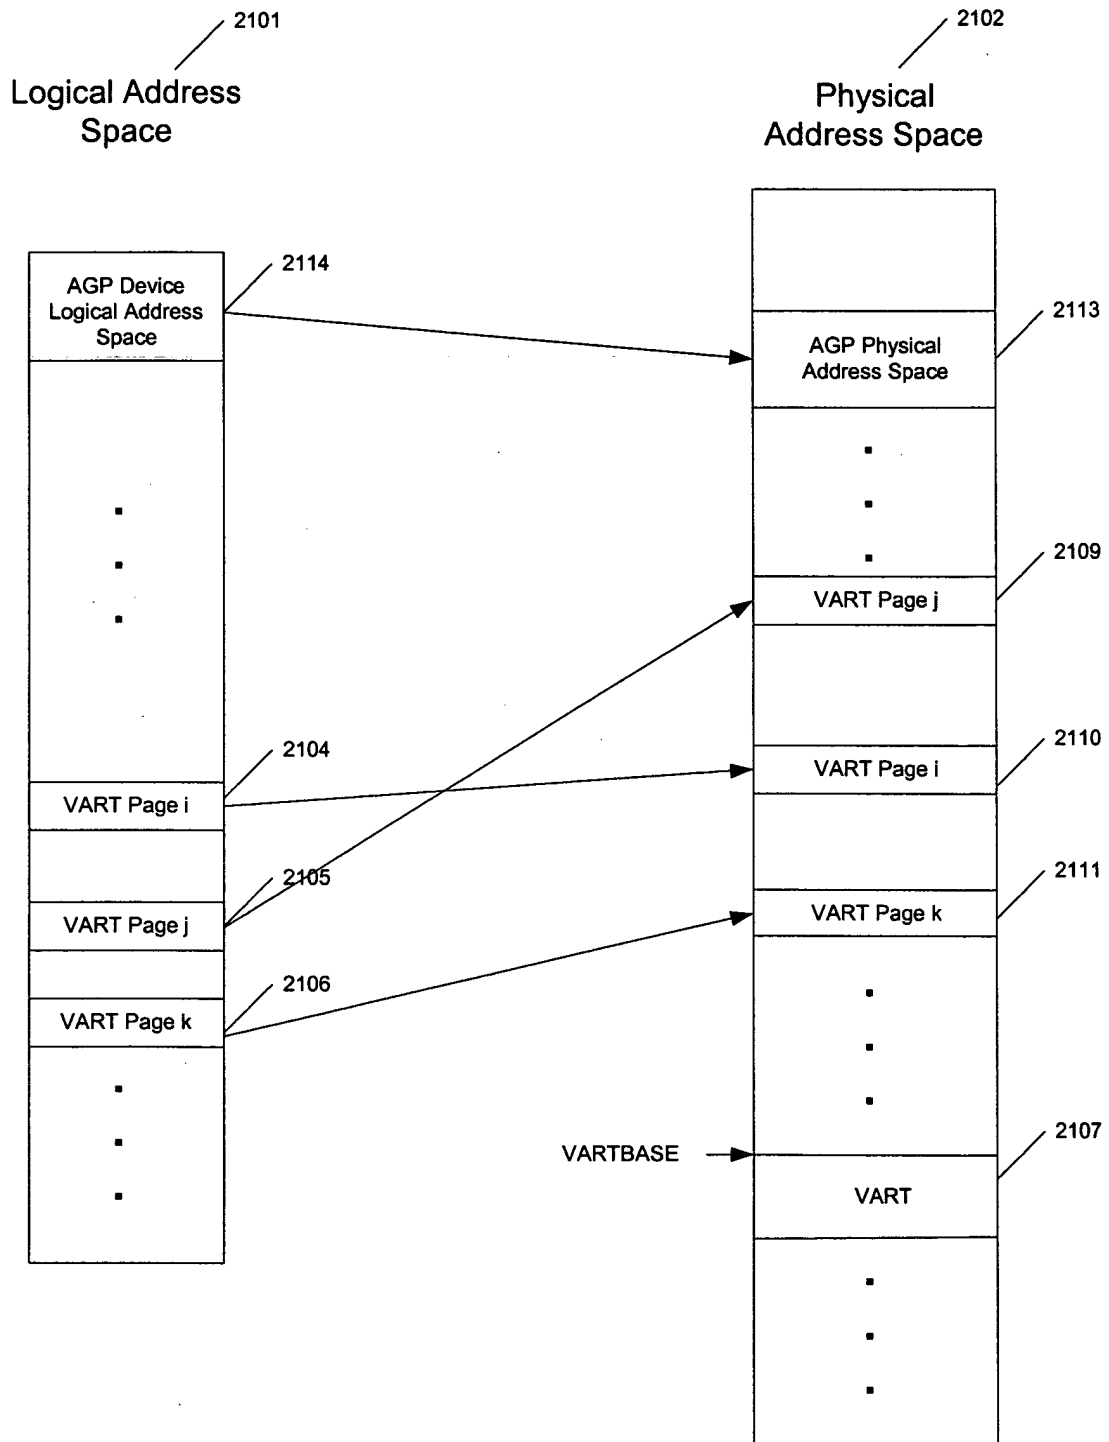 2101
2102
Logical Address
Space
Physical
Address Space
2114
AGP Device
Logical Address
Space
2113
AGP Physical
Address Space
2109
VART Page j
2104
2110
VART Page i
VART Page i
2105
2111
VART Page j
VART Page k
2106
VART Page k
2107
VARTBASE
VART